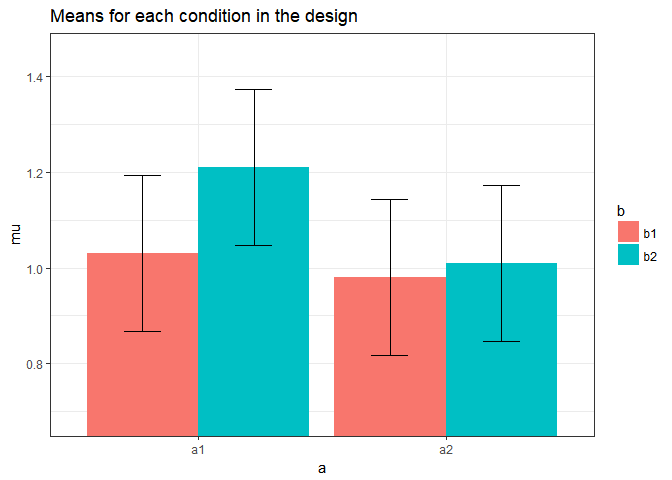 Means for each condition in the design
mu
1.4
1.2
1.0
0.8
a1
a2
a
b
b1
b2